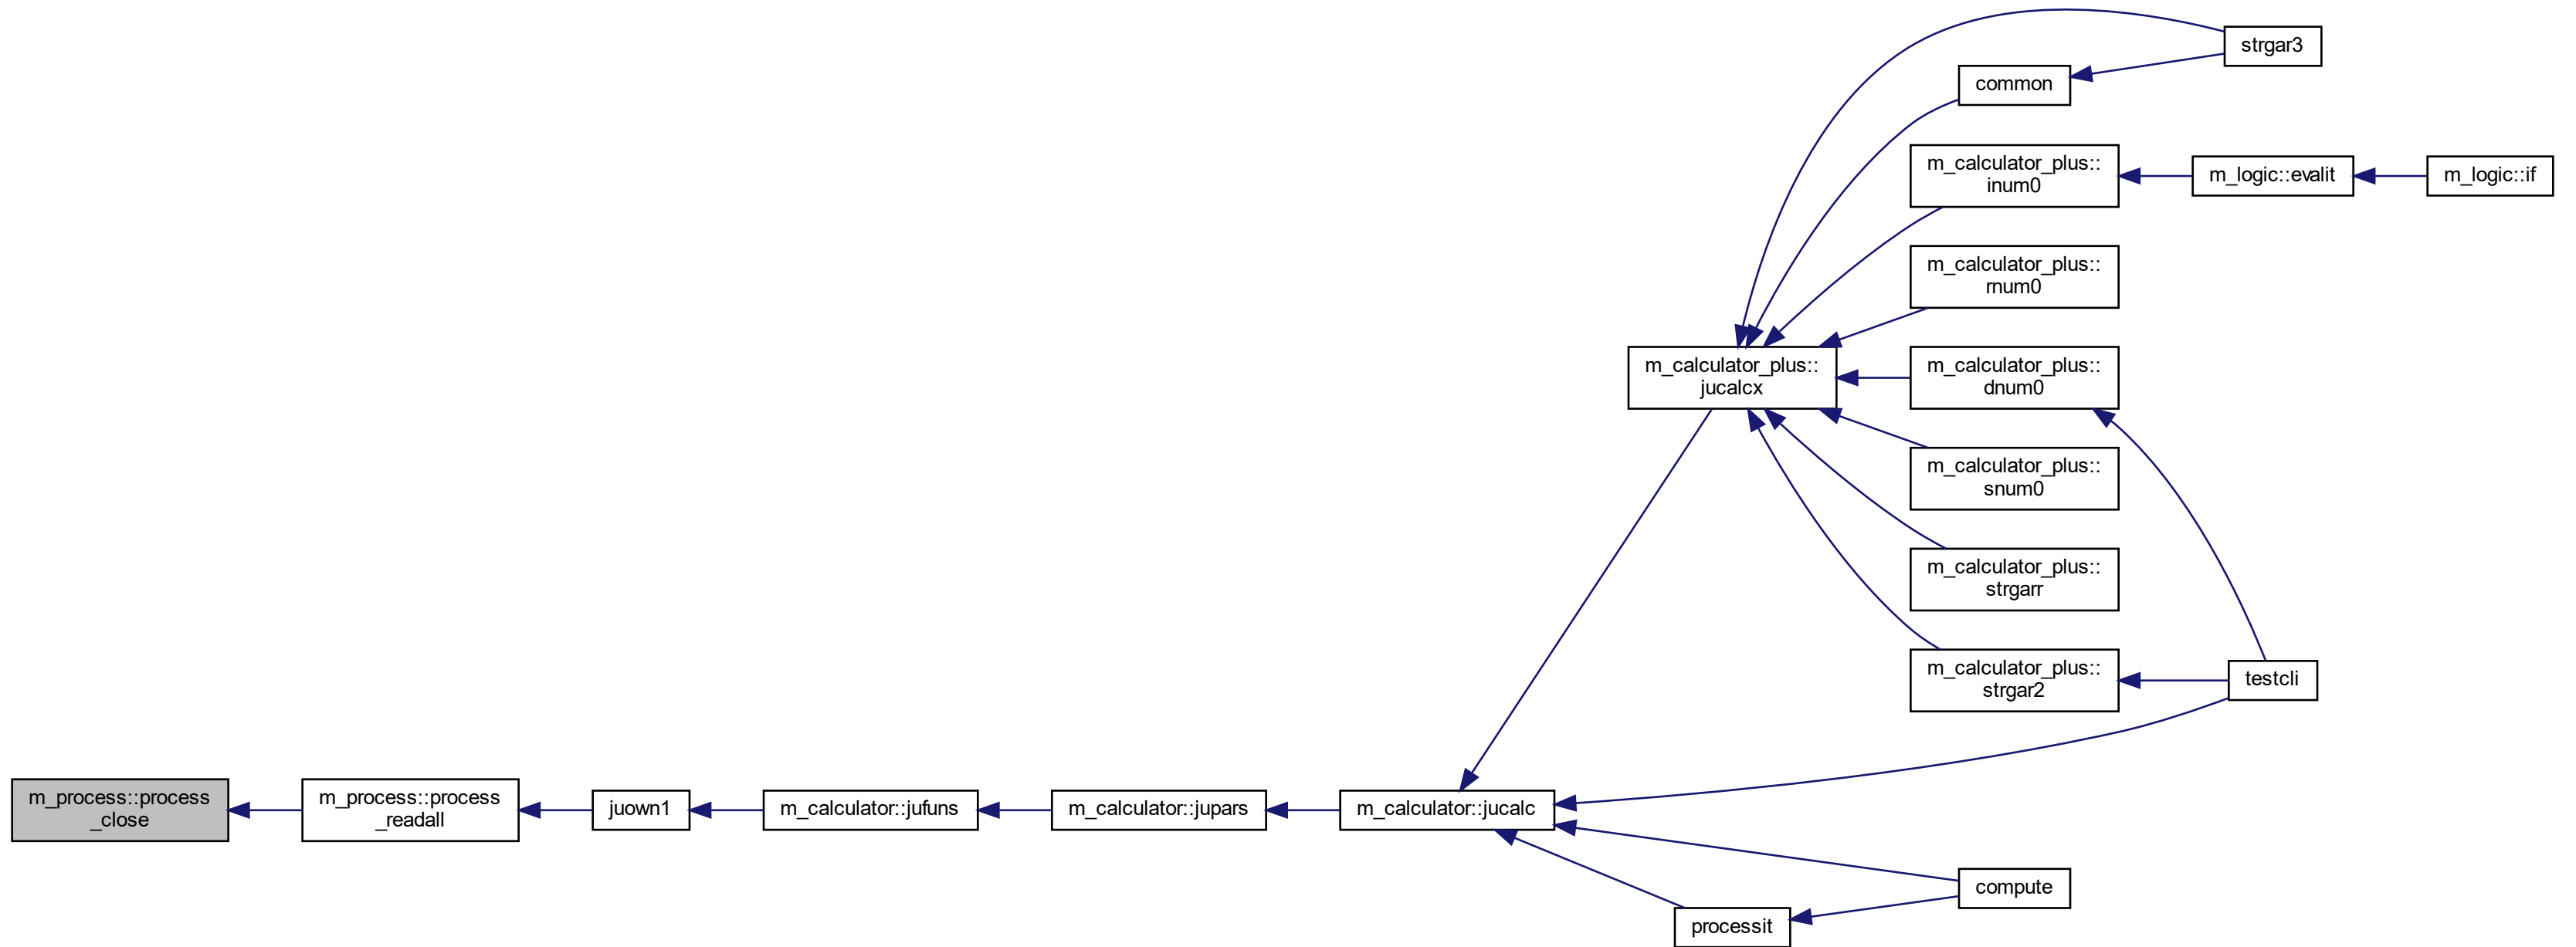 strgar3
common
m_calculator_plus::
inum0
m_logic::evalit
m_logic::if
m_calculator_plus::
rnum0
m_calculator_plus::
jucalcx
m_calculator_plus::
dnum0
m_calculator_plus::
snum0
m_calculator_plus::
strgarr
m_calculator_plus::
strgar2
testcli
m_process::process
_close
m_process::process
_readall
juown1
m_calculator::jufuns
m_calculator::jupars
m_calculator::jucalc
compute
processit